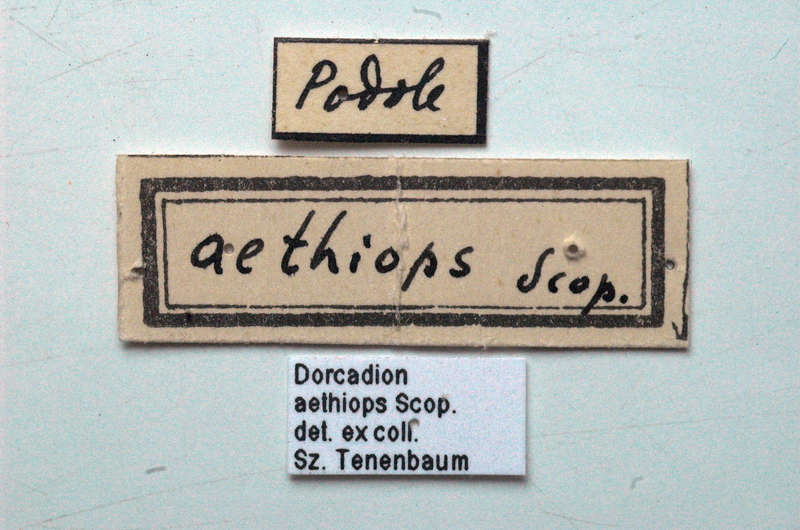 Podole
aethiops Scop.
Dorcadion
aethiops Scop.
det. ex coll.
Sz. Tenenbaum